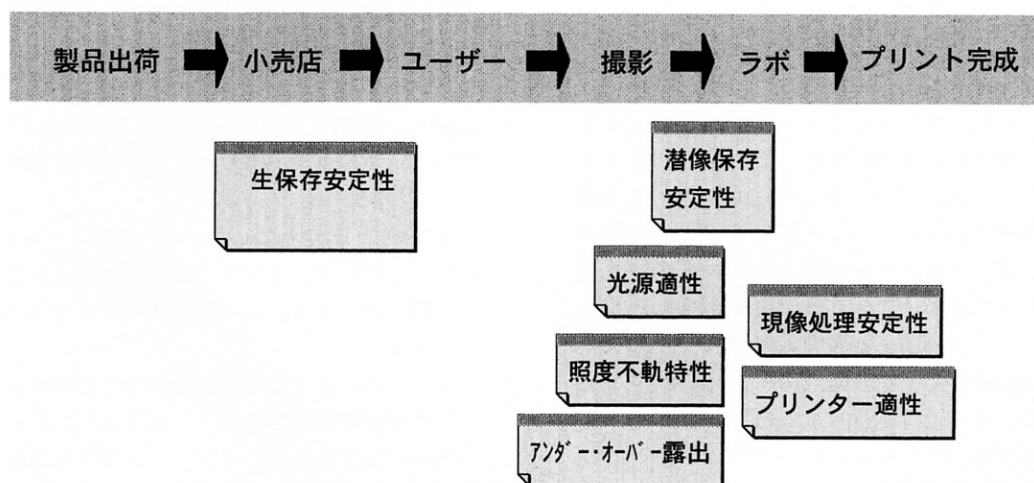 製品出荷 ➡ 小売店 ➡ ユーザー ➡ 撮影 ➡ ラボ ➡ プリント完成
生保存安定性
潜像保存
安定性
光源適性
現像処理安定性
照度不軌特性
プリンター適性
アンダー・オーバー露出